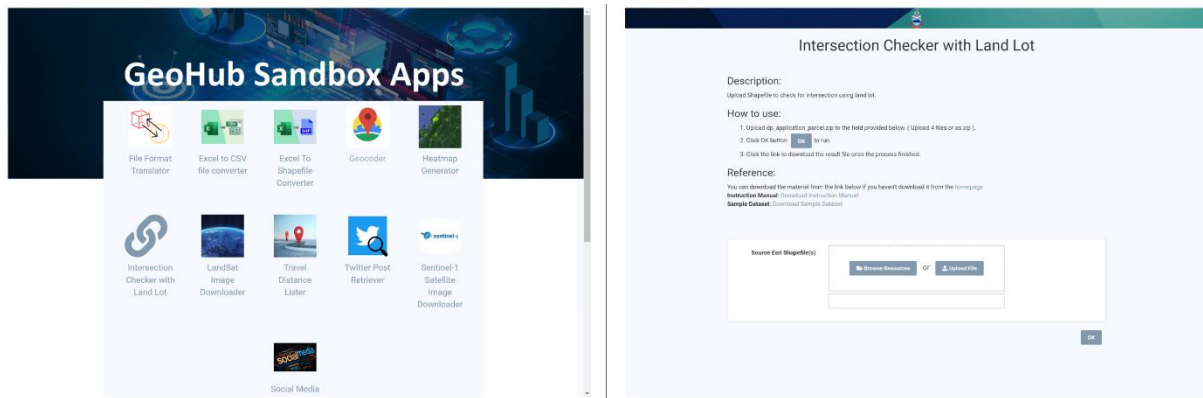 GeoHub Sandbox Apps
File Format
Translator
Excel to CSV
file converter
Excel To
Shapefile
Converter
Geocoder
Heatmap
Generator
Intersection
Checker with
Land Lot
LandSat
Image
Downloader
Travel
Distance
Lister
Twitter Post
Retriever
sentinel-1
Sentinel-1
Satellite
Image
Downloader
socialmedia
Social Media
Intersection Checker with Land Lot
Description:
Upload Shapefile to check for intersection using land lot.
How to use:
1. Upload dp_application_parcel.zip to the field provided below. ( Upload 4 files or as zip ).
2. Click OK button OK to run.
3. Click the link to download the result file once the process finished.
Reference:
You can download the material from the link below if you haven't download it from the homepage
Instruction Manual: Download Instruction Manual
Sample Dataset: Download Sample Dataset
Source Esri Shapefile(s)
Browse Resources or Upload File
OK